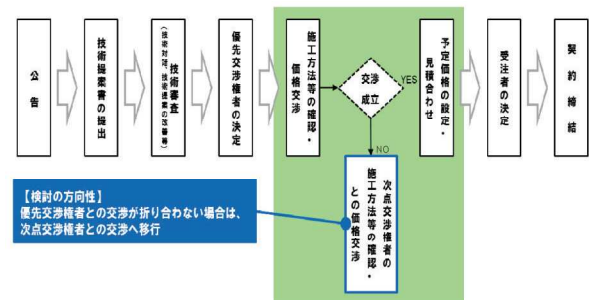 公告
技術提案書の提出
技術審査
(技術対話、技術提案の改善等)
優先交渉権者の決定
施工方法等の確認・
価格交渉
交渉
成立
YES
予定価格の設定・
見積合わせ
受注者の決定
契約締結
NO
次点交渉権者の
施工方法等の確認・
との価格交渉
【検討の方向性】
優先交渉権者との交渉が折り合わない場合は、
次点交渉権者との交渉へ移行